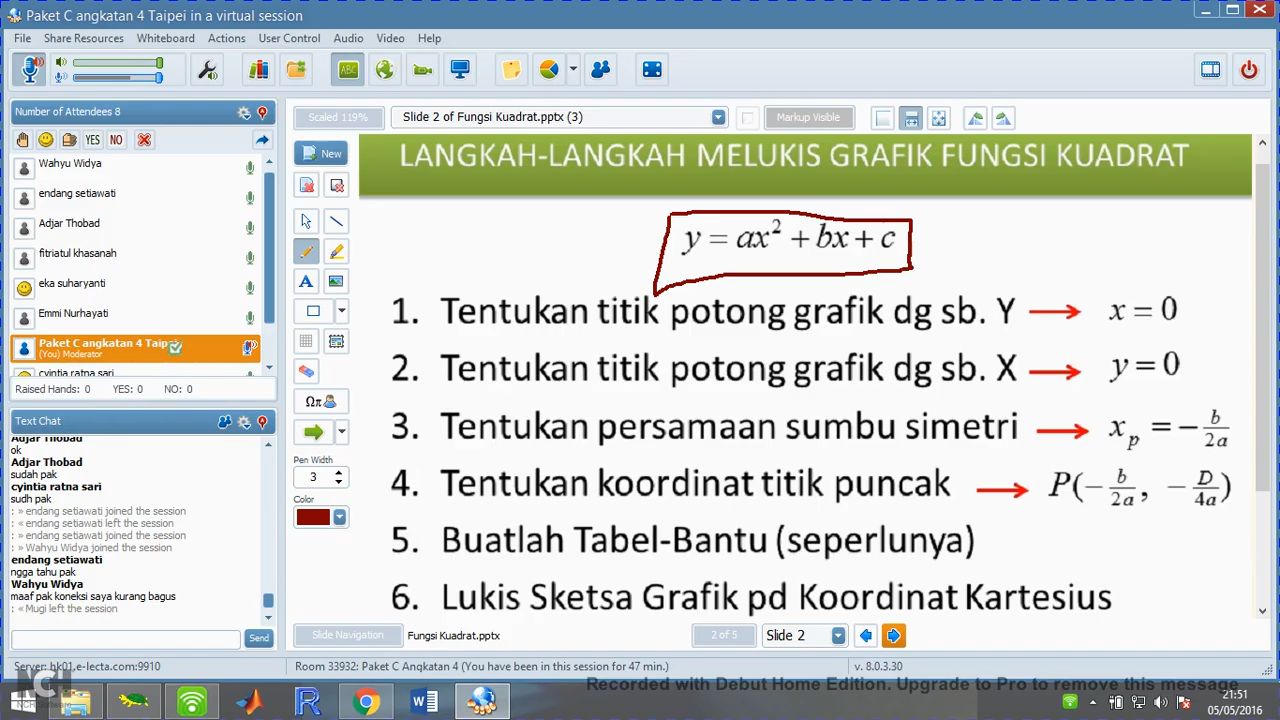 Paket C angkatan 4 Taipei in a virtual session
File Share Resources Whiteboard Actions User Control Audio Video Help
ABC
Number of Attendees 8
YES NO
Wahyu Widya
endang setiawati
Adjar Thobad
fitriatul khasanah
eka suharyanti
Emmi Nurhayati
Paket C angkatan 4 Taip
(You) Moderator
cyintia ratna sari
Raised Hands: 0 YES: 0 NO: 0
Text Chat
Adjar Thobad
ok
Adjar Thobad
sudah pak
cyintia ratna sari
sudh pak
: » endang setiawati joined the session
: « endang setiawati left the session
: » endang setiawati joined the session
: » Wahyu Widya joined the session
endang setiawati
ngga tahu pak
Wahyu Widya
maaf pak koneksi saya kurang bagus
: « Mugi left the session
Send
Scaled 119% Slide 2 of Fungsi Kuadrat.pptx (3) Markup Visible
New
A
Ωπ
Pen Width
3
Color
LANGKAH-LANGKAH MELUKIS GRAFIK FUNGSI KUADRAT
y = ax² + bx + c
1. Tentukan titik potong grafik dg sb. Y → x = 0
2. Tentukan titik potong grafik dg sb. X → y = 0
3. Tentukan persamaan sumbu simetri → xₚ = − b/2a
4. Tentukan koordinat titik puncak → P(− b/2a, − D/4a)
5. Buatlah Tabel-Bantu (seperlunya)
6. Lukis Sketsa Grafik pd Koordinat Kartesius
Slide Navigation Fungsi Kuadrat.pptx 2 of 5 Slide 2
Server: bk01.e-lecta.com:9910 Room 33932: Paket C Angkatan 4 (You have been in this session for 47 min.) v. 8.0.3.30
Recorded with Debut Home Edition. Upgrade to Pro to remove this message
NCH
21:51
05/05/2016